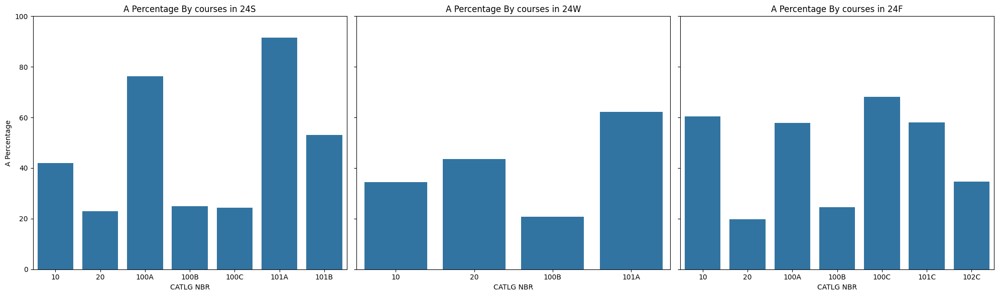 A Percentage By courses in 24S
A Percentage
100
80
60
40
20
0
10 20 100A 100B 100C 101A 101B
CATLG NBR
A Percentage By courses in 24W
10 20 100B 101A
CATLG NBR
A Percentage By courses in 24F
10 20 100A 100B 100C 101C 102C
CATLG NBR